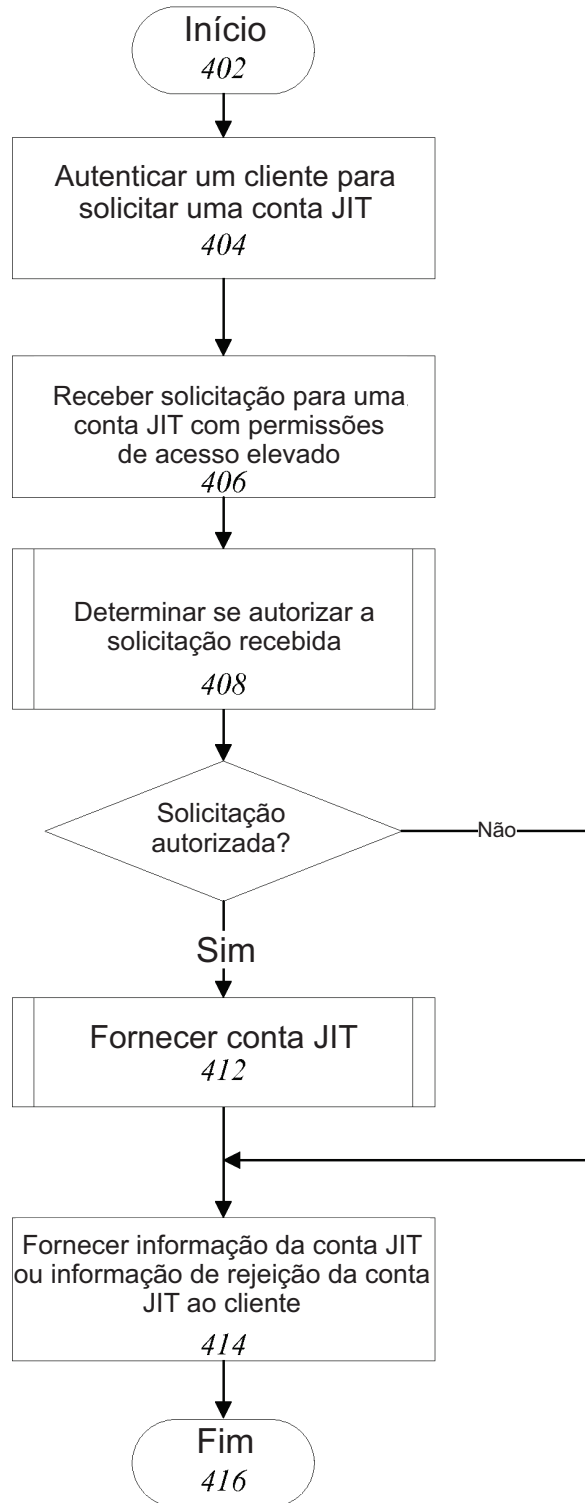 Início
402
Autenticar um cliente para
solicitar uma conta JIT
404
Receber solicitação para uma
conta JIT com permissões
de acesso elevado
406
Determinar se autorizar a
solicitação recebida
408
Solicitação
autorizada?
Não
Sim
Fornecer conta JIT
412
Fornecer informação da conta JIT
ou informação de rejeição da conta
JIT ao cliente
414
Fim
416